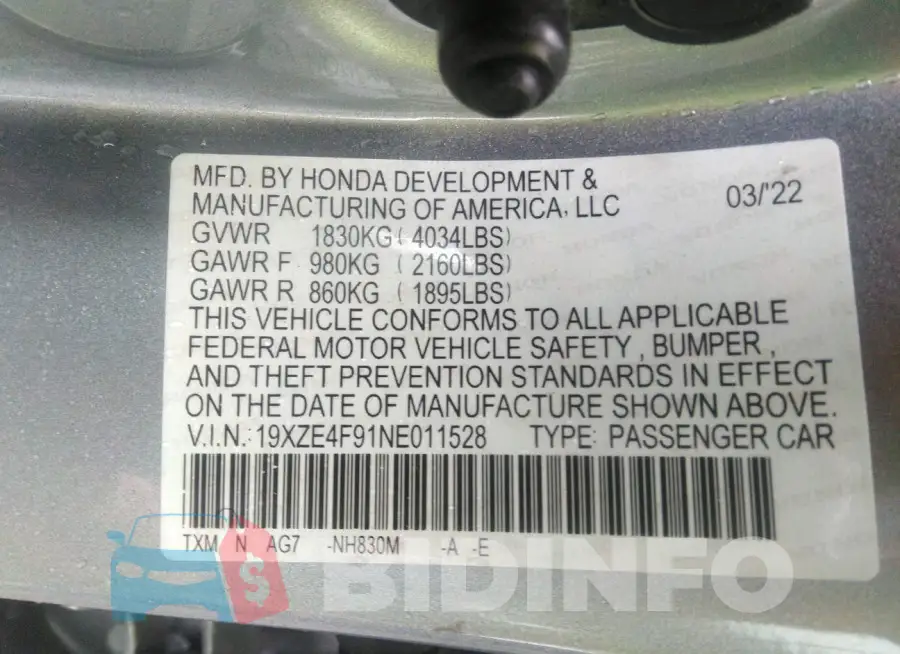 MFD. BY HONDA DEVELOPMENT &
MANUFACTURING OF AMERICA, LLC 03/'22
GVWR 1830KG ( 4034LBS)
GAWR F 980KG ( 2160LBS)
GAWR R 860KG ( 1895LBS)
THIS VEHICLE CONFORMS TO ALL APPLICABLE
FEDERAL MOTOR VEHICLE SAFETY , BUMPER ,
AND THEFT PREVENTION STANDARDS IN EFFECT
ON THE DATE OF MANUFACTURE SHOWN ABOVE.
V.I.N.: 19XZE4F91NE011528 TYPE: PASSENGER CAR
TXM N AG7 -NH830M -A -E
$ BIDINFO